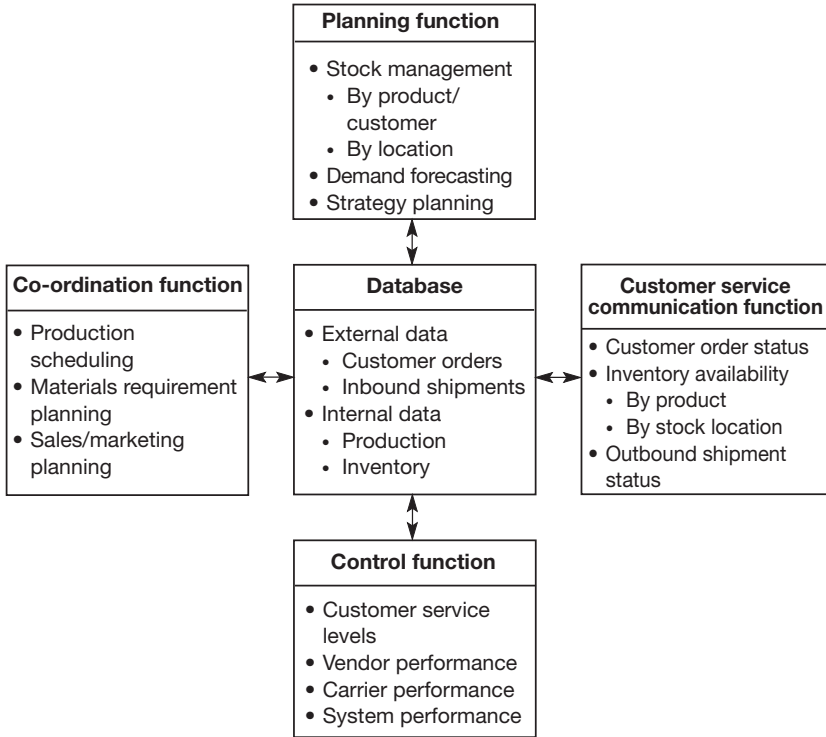 Planning function
• Stock management
• By product/
customer
• By location
• Demand forecasting
• Strategy planning
Co-ordination function
• Production
scheduling
• Materials requirement
planning
• Sales/marketing
planning
Database
• External data
• Customer orders
• Inbound shipments
• Internal data
• Production
• Inventory
Customer service
communication function
• Customer order status
• Inventory availability
• By product
• By stock location
• Outbound shipment
status
Control function
• Customer service
levels
• Vendor performance
• Carrier performance
• System performance